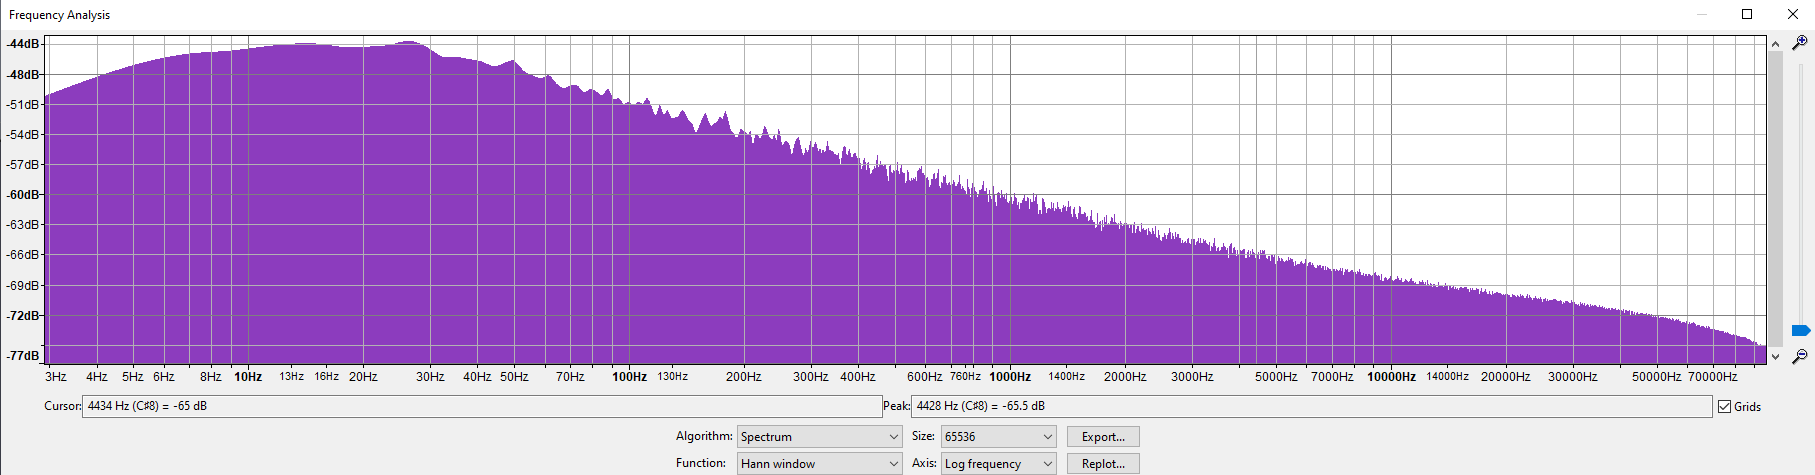 Frequency Analysis
-44dB
-48dB
-51dB
-54dB
-57dB
-60dB
-63dB
-66dB
-69dB
-72dB
-77dB
3Hz 4Hz 5Hz 6Hz 8Hz 10Hz 13Hz 16Hz 20Hz 30Hz 40Hz 50Hz 70Hz 100Hz 130Hz 200Hz 300Hz 400Hz 600Hz 760Hz 1000Hz 1400Hz 2000Hz 3000Hz 5000Hz 7000Hz 10000Hz 14000Hz 20000Hz 30000Hz 50000Hz 70000Hz
Cursor: 4434 Hz (C♯8) = -65 dB Peak: 4428 Hz (C♯8) = -65.5 dB Grids
Algorithm: Spectrum Size: 65536 Export...
Function: Hann window Axis: Log frequency Replot...